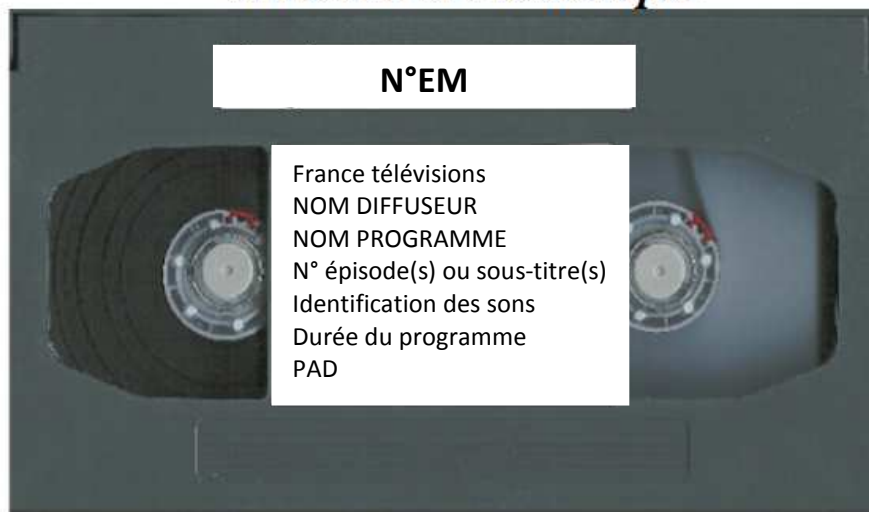 N°EM
France télévisions
NOM DIFFUSEUR
NOM PROGRAMME
N° épisode(s) ou sous-titre(s)
Identification des sons
Durée du programme
PAD